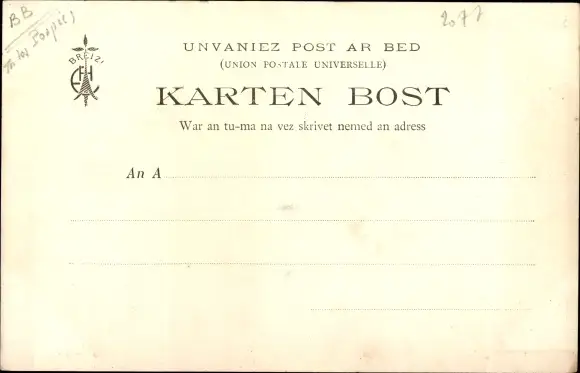 BB
2077
BREIZ
UNVANIEZ POST AR BED
(UNION POSTALE UNIVERSELLE)
KARTEN BOST
War an tu-ma na vez skrivet nemed an adress
An A